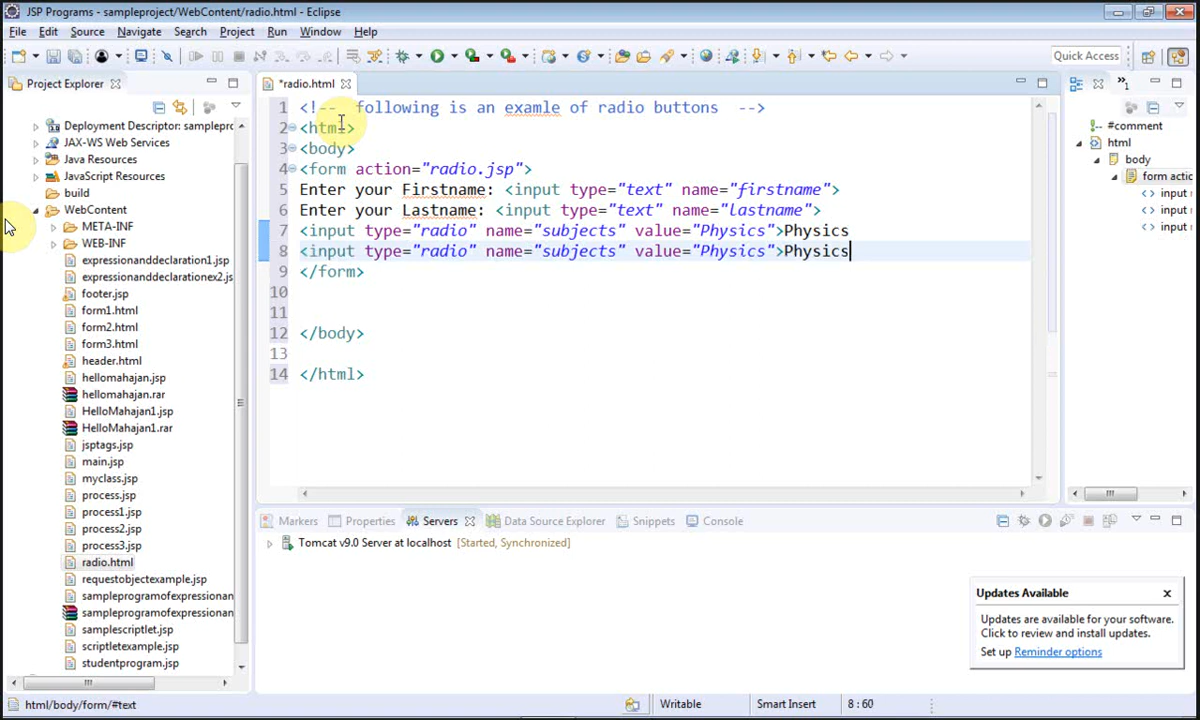 JSP Programs - sampleproject/WebContent/radio.html - Eclipse
File Edit Source Navigate Search Project Run Window Help
Quick Access
Project Explorer
*radio.html
1
Deployment Descriptor: samplepro
JAX-WS Web Services
Java Resources
JavaScript Resources
build
WebContent
META-INF
WEB-INF
expressionanddeclaration1.jsp
expressionanddeclarationex2.js
footer.jsp
form1.html
form2.html
form3.html
header.html
hellomahajan.jsp
hellomahajan.rar
HelloMahajan1.jsp
HelloMahajan1.rar
jsptags.jsp
main.jsp
myclass.jsp
process.jsp
process1.jsp
process2.jsp
process3.jsp
radio.html
requestobjectexample.jsp
sampleprogramofexpressionan
sampleprogramofexpressionan
samplescriptlet.jsp
scriptletexample.jsp
studentprogram.jsp
1 <!-- following is an examle of radio buttons -->
2 <html>
3 <body>
4 <form action="radio.jsp">
5 Enter your Firstname: <input type="text" name="firstname">
6 Enter your Lastname: <input type="text" name="lastname">
7 <input type="radio" name="subjects" value="Physics">Physics
8 <input type="radio" name="subjects" value="Physics">Physics
9 </form>
10
11
12 </body>
13
14 </html>
#comment
html
body
form actic
input
input
input
Markers Properties Servers Data Source Explorer Snippets Console
Tomcat v9.0 Server at localhost [Started, Synchronized]
Updates Available
Updates are available for your software.
Click to review and install updates.
Set up Reminder options
html/body/form/#text
Writable
Smart Insert
8 : 60